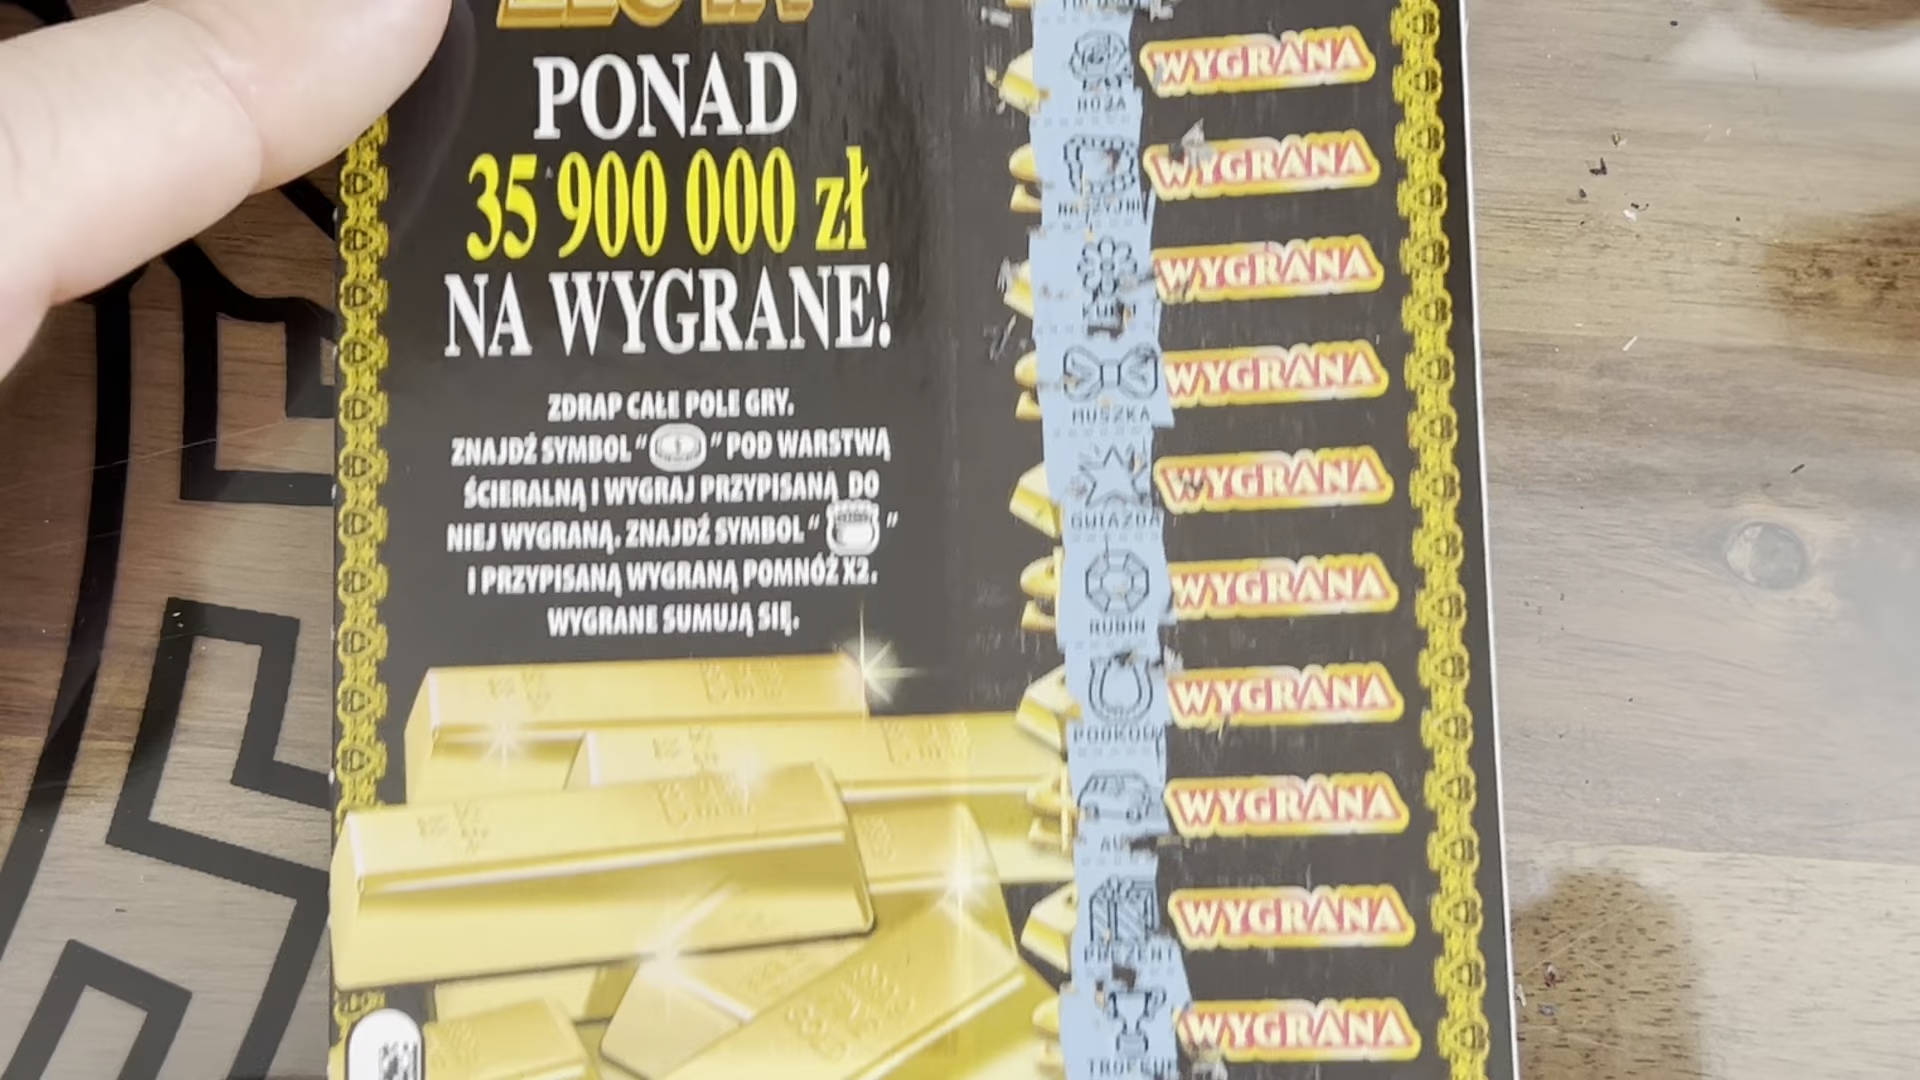 PONAD
35 900 000 zł
NA WYGRANE!
ZDRAP CAŁE POLE GRY.
ZNAJDŹ SYMBOL " " POD WARSTWĄ
ŚCIERALNĄ I WYGRAJ PRZYPISANĄ DO
NIEJ WYGRANĄ. ZNAJDŹ SYMBOL " "
I PRZYPISANĄ WYGRANĄ POMNÓŻ X2.
WYGRANE SUMUJĄ SIĘ.
RÓŻA
WYGRANA
WYGRANA
WYGRANA
MUSZKA
WYGRANA
GWIAZDA
WYGRANA
RUBIN
WYGRANA
PODKOW
WYGRANA
WYGRANA
PREZENT
WYGRANA
WYGRANA